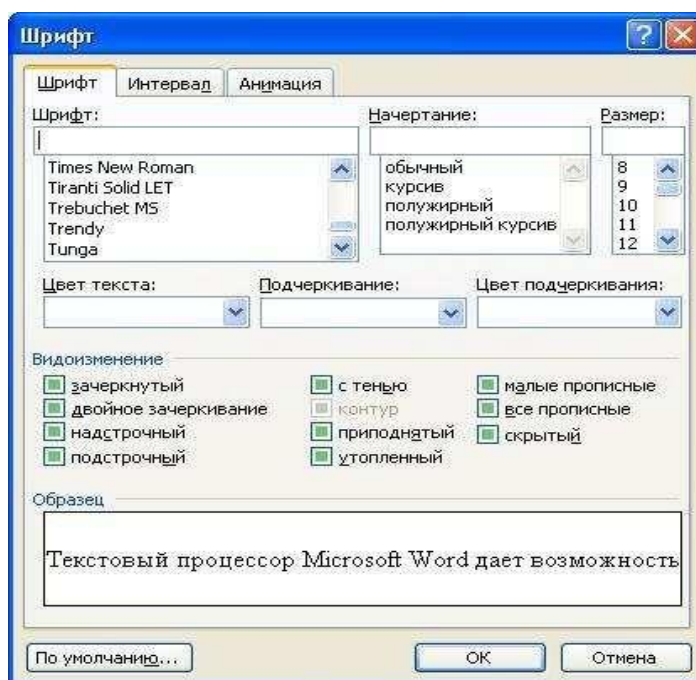 Шрифт
Шрифт Интервал Анимация
Шрифт: Начертание: Размер:
Times New Roman обычный 8
Tiranti Solid LET курсив 9
Trebuchet MS полужирный 10
Trendy полужирный курсив 11
Tunga 12
Цвет текста: Подчеркивание: Цвет подчеркивания:
Видоизменение
зачеркнутый с тенью малые прописные
двойное зачеркивание контур все прописные
надстрочный приподнятый скрытый
подстрочный утопленный
Образец
Текстовый процессор Microsoft Word дает возможность
По умолчанию... ОК Отмена